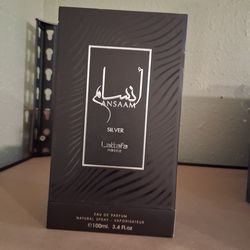 أنسام
ANSAAM
SILVER
Lattafa
EAU DE PARFUM
NATURAL SPRAY - VAPORISATEUR
℮100ml. 3.4 fl.oz